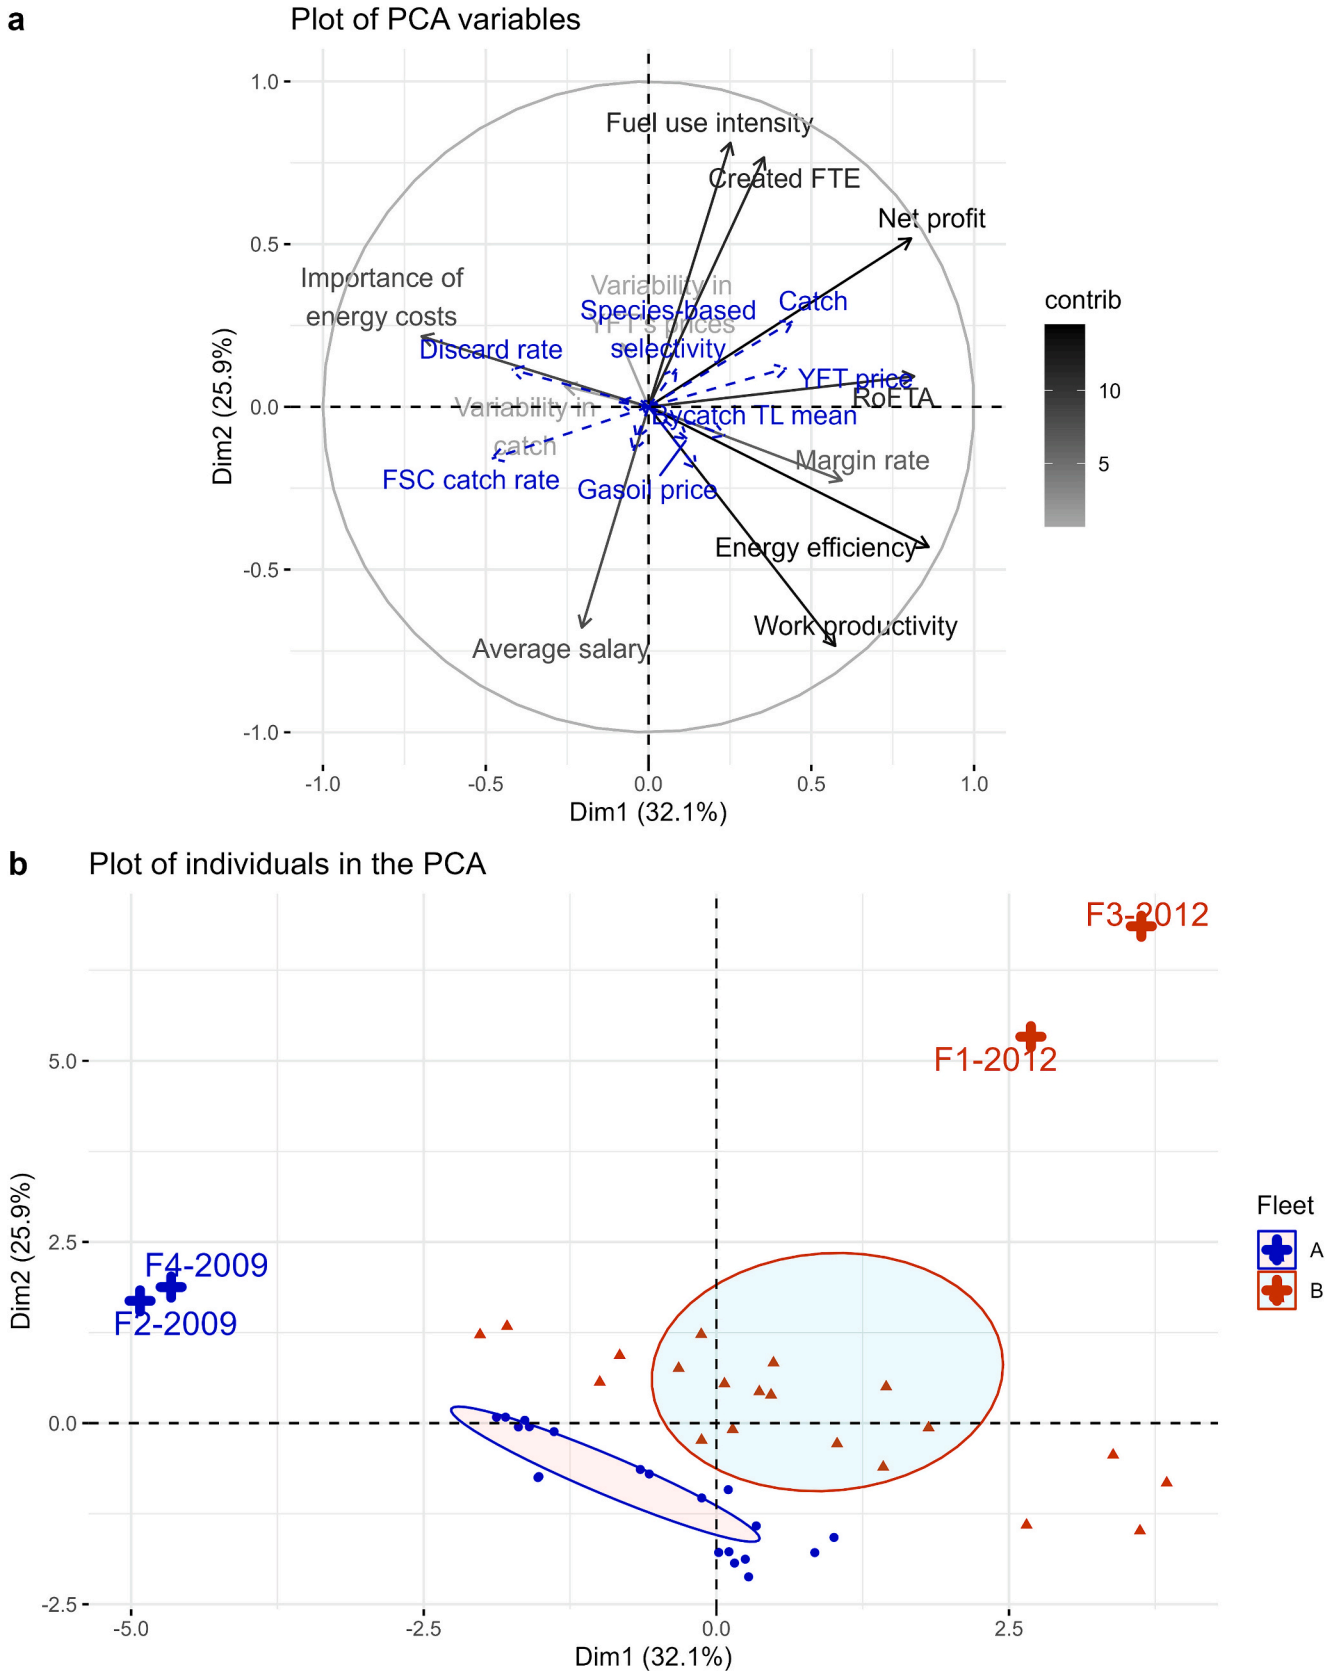 a
Plot of PCA variables
1.0
0.5
0.0
-0.5
-1.0
Dim2 (25.9%)
Fuel use intensity
Created FTE
Net profit
Importance of
energy costs
Variability in
YFT's prices
Species-based
selectivity
Catch
Discard rate
YFT price
RoFTA
Variability in
catch
Bycatch TL mean
FSC catch rate
Gasoil price
Margin rate
Energy efficiency
Work productivity
Average salary
-1.0 -0.5 0.0 0.5 1.0
Dim1 (32.1%)
contrib
10
5
b
Plot of individuals in the PCA
F3-2012
F1-2012
F4-2009
F2-2009
5.0
2.5
0.0
-2.5
Dim2 (25.9%)
-5.0 -2.5 0.0 2.5
Dim1 (32.1%)
Fleet
A
B